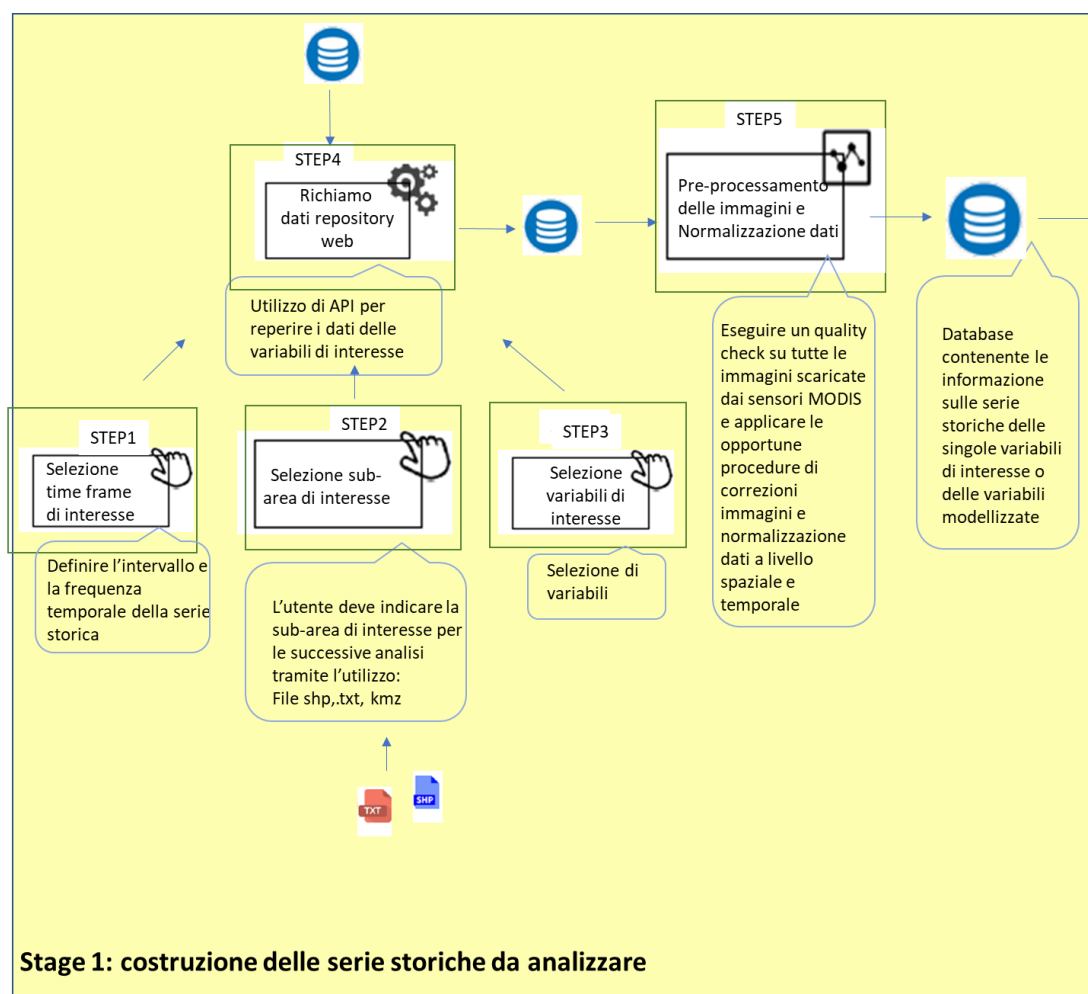 STEP4
Richiamo
dati repository
web
Utilizzo di API per
reperire i dati delle
variabili di interesse
STEP5
Pre-processamento
delle immagini e
Normalizzazione dati
Eseguire un quality
check su tutte le
immagini scaricate
dai sensori MODIS
e applicare le
opportune
procedure di
correzioni
immagini e
normalizzazione
dati a livello
spaziale e
temporale
Database
contenente le
informazione
sulle serie
storiche delle
singole variabili
di interesse o
delle variabili
modellizzate
STEP1
Selezione
time frame
di interesse
Definire l’intervallo e
la frequenza
temporale della serie
storica
STEP2
Selezione sub-
area di interesse
L’utente deve indicare la
sub-area di interesse per
le successive analisi
tramite l’utilizzo:
File shp,.txt, kmz
TXT
SHP
STEP3
Selezione
variabili di
interesse
Selezione di
variabili
Stage 1: costruzione delle serie storiche da analizzare